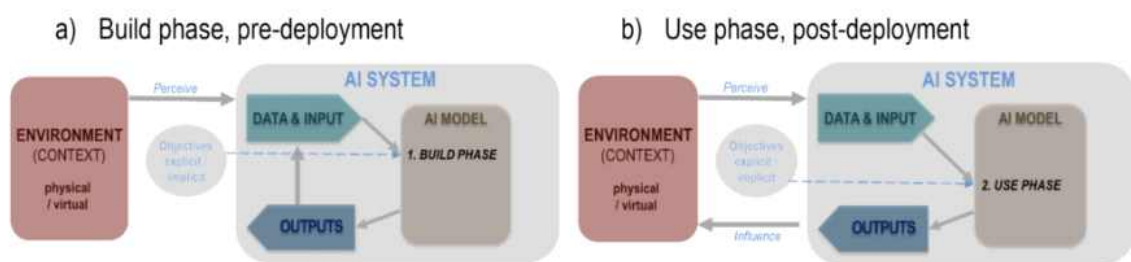 a) Build phase, pre-deployment
AI SYSTEM
Perceive
DATA & INPUT
AI MODEL
ENVIRONMENT
(CONTEXT)
Objectives
explicit /
implicit
1. BUILD PHASE
physical
/ virtual
OUTPUTS
b) Use phase, post-deployment
AI SYSTEM
Perceive
DATA & INPUT
AI MODEL
ENVIRONMENT
(CONTEXT)
Objectives
explicit /
implicit
2. USE PHASE
physical
/ virtual
OUTPUTS
Influence